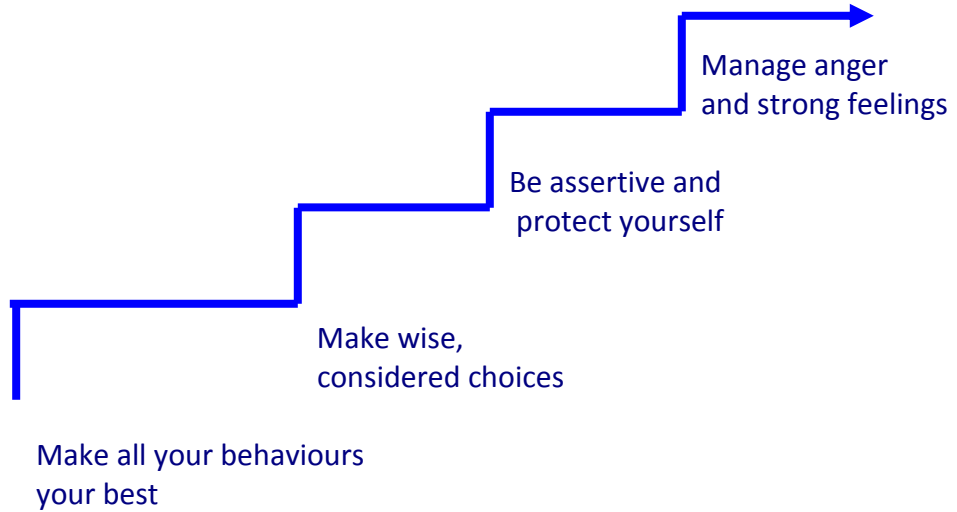 Manage anger
and strong feelings
Be assertive and
protect yourself
Make wise,
considered choices
Make all your behaviours
your best